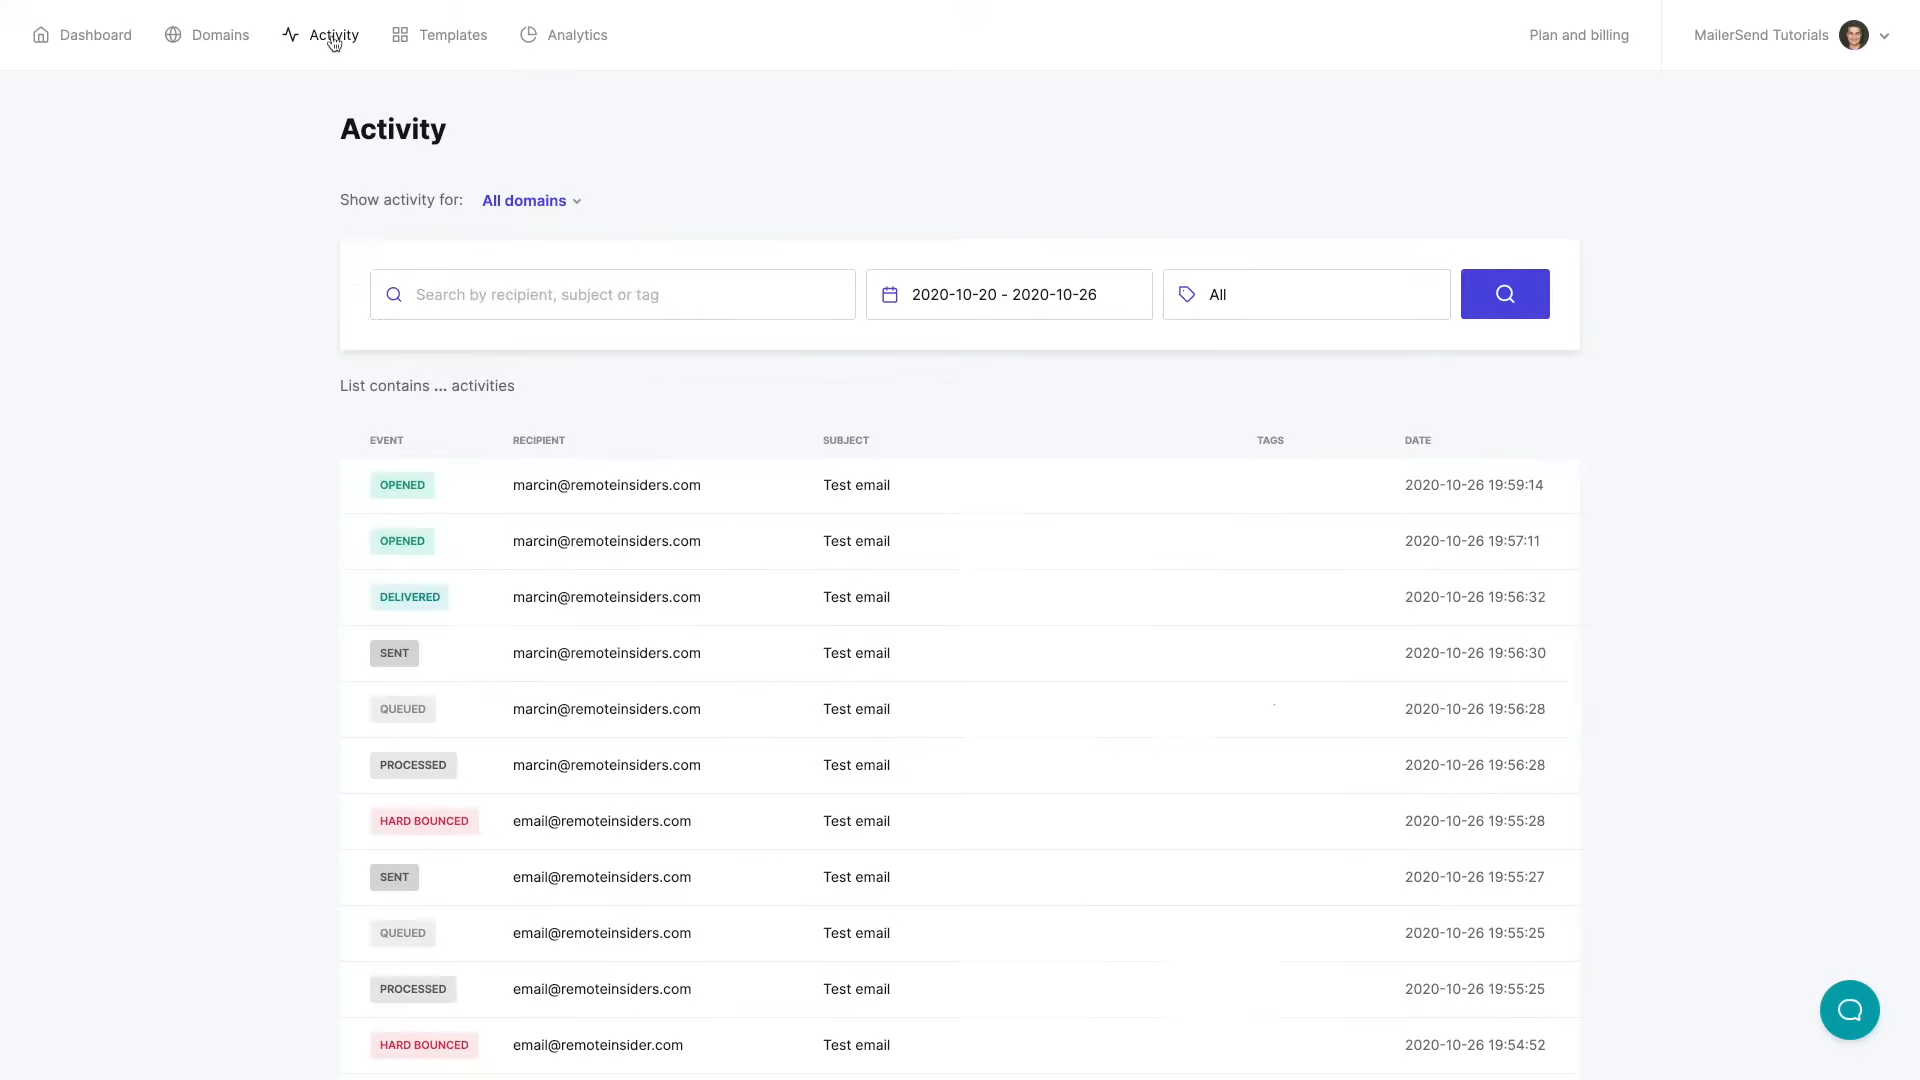 Dashboard Domains Activity Templates Analytics Plan and billing MailerSend Tutorials
Activity
Show activity for: All domains
Search by recipient, subject or tag 2020-10-20 - 2020-10-26 All
List contains ... activities
EVENT RECIPIENT SUBJECT TAGS DATE
OPENED marcin@remoteinsiders.com Test email 2020-10-26 19:59:14
OPENED marcin@remoteinsiders.com Test email 2020-10-26 19:57:11
DELIVERED marcin@remoteinsiders.com Test email 2020-10-26 19:56:32
SENT marcin@remoteinsiders.com Test email 2020-10-26 19:56:30
QUEUED marcin@remoteinsiders.com Test email 2020-10-26 19:56:28
PROCESSED marcin@remoteinsiders.com Test email 2020-10-26 19:56:28
HARD BOUNCED email@remoteinsiders.com Test email 2020-10-26 19:55:28
SENT email@remoteinsiders.com Test email 2020-10-26 19:55:27
QUEUED email@remoteinsiders.com Test email 2020-10-26 19:55:25
PROCESSED email@remoteinsiders.com Test email 2020-10-26 19:55:25
HARD BOUNCED email@remoteinsider.com Test email 2020-10-26 19:54:52